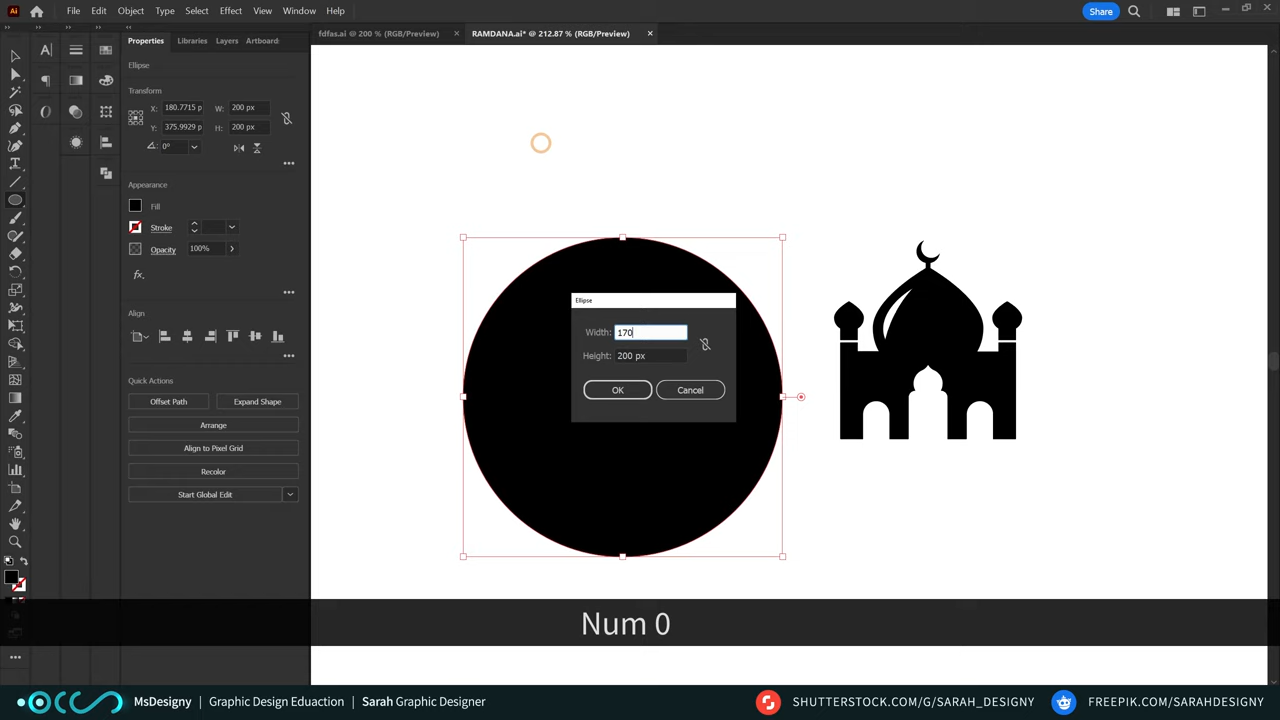 Ai
File Edit Object Type Select Effect View Window Help
Share
Properties Libraries Layers Artboard:
fdfas.ai @ 200 % (RGB/Preview) RAMDANA.ai* @ 212.87 % (RGB/Preview)
Ellipse
Transform
X: 180.7715 p W: 200 px
Y: 375.9929 p H: 200 px
0°
Appearance
Fill
Stroke
Opacity 100%
fx.
Align
Quick Actions
Offset Path Expand Shape
Arrange
Align to Pixel Grid
Recolor
Start Global Edit
Ellipse
Width: 170
Height: 200 px
OK Cancel
Num 0
MsDesigny | Graphic Design Eduaction | Sarah Graphic Designer
SHUTTERSTOCK.COM/G/SARAH_DESIGNY
FREEPIK.COM/SARAHDESIGNY